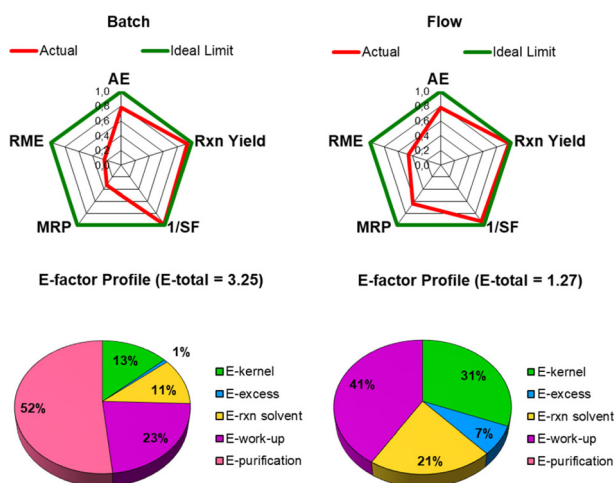 Batch
Actual
Ideal Limit
AE
1,0
0,8
0,6
0,4
0,2
0,0
Rxn Yield
1/SF
MRP
RME
Flow
Actual
Ideal Limit
AE
1,0
0,8
0,6
0,4
0,2
0,0
Rxn Yield
1/SF
MRP
RME
E-factor Profile (E-total = 3.25)
13%
1%
11%
23%
52%
E-kernel
E-excess
E-rxn solvent
E-work-up
E-purification
E-factor Profile (E-total = 1.27)
31%
7%
21%
41%
E-kernel
E-excess
E-rxn solvent
E-work-up
E-purification